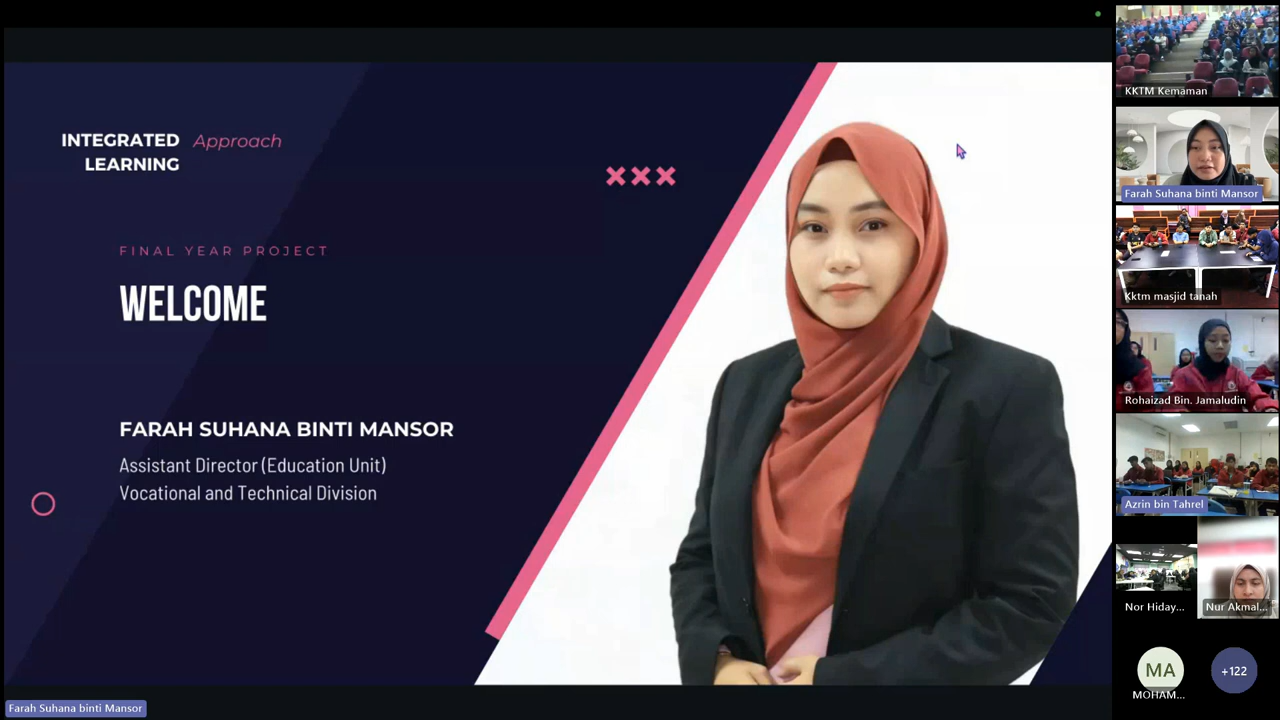 INTEGRATED Approach
LEARNING
FINAL YEAR PROJECT
WELCOME
FARAH SUHANA BINTI MANSOR
Assistant Director (Education Unit)
Vocational and Technical Division
Farah Suhana binti Mansor
KKTM Kemaman
Farah Suhana binti Mansor
Kktm masjid tanah
Rohaizad Bin. Jamaludin
Azrin bin Tahrel
Nor Hiday...
Nur Akmal...
MA
MOHAM...
+122